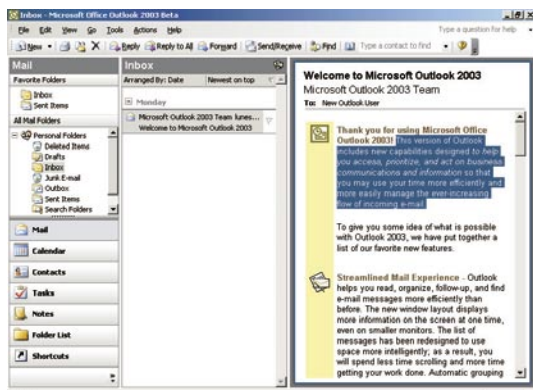 Inbox - Microsoft Office Outlook 2003 Beta
File Edit View Go Tools Actions Help
Type a question for help
New Reply Reply to All Forward Send/Receive Find Type a contact to find
Mail
Favorite Folders
Inbox
Sent Items
All Mail Folders
Personal Folders
Deleted Items
Drafts
Inbox
Junk E-mail
Outbox
Sent Items
Search Folders
Mail
Calendar
Contacts
Tasks
Notes
Folder List
Shortcuts
Inbox
Arranged By: Date Newest on top
Monday
Microsoft Outlook 2003 Team lunes...
Welcome to Microsoft Outlook 2003
Welcome to Microsoft Outlook 2003
Microsoft Outlook 2003 Team
To: New Outlook User
Thank you for using Microsoft Office
Outlook 2003! This version of Outlook
includes new capabilities designed to help
you access, prioritize, and act on business
communications and information so that
you may use your time more efficiently and
more easily manage the ever-increasing
flow of incoming e-mail.
To give you some idea of what is possible
with Outlook 2003, we have put together a
list of our favorite new features.
Streamlined Mail Experience - Outlook
helps you read, organize, follow-up, and find
e-mail messages more efficiently than
before. The new window layout displays
more information on the screen at one time,
even on smaller monitors. The list of
messages has been redesigned to use
space more intelligently; as a result, you
will spend less time scrolling and more time
getting your work done. Automatic grouping